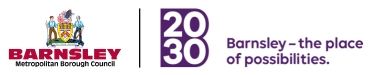 BARNSLEY
Metropolitan Borough Council
20
30
Barnsley – the place
of possibilities.